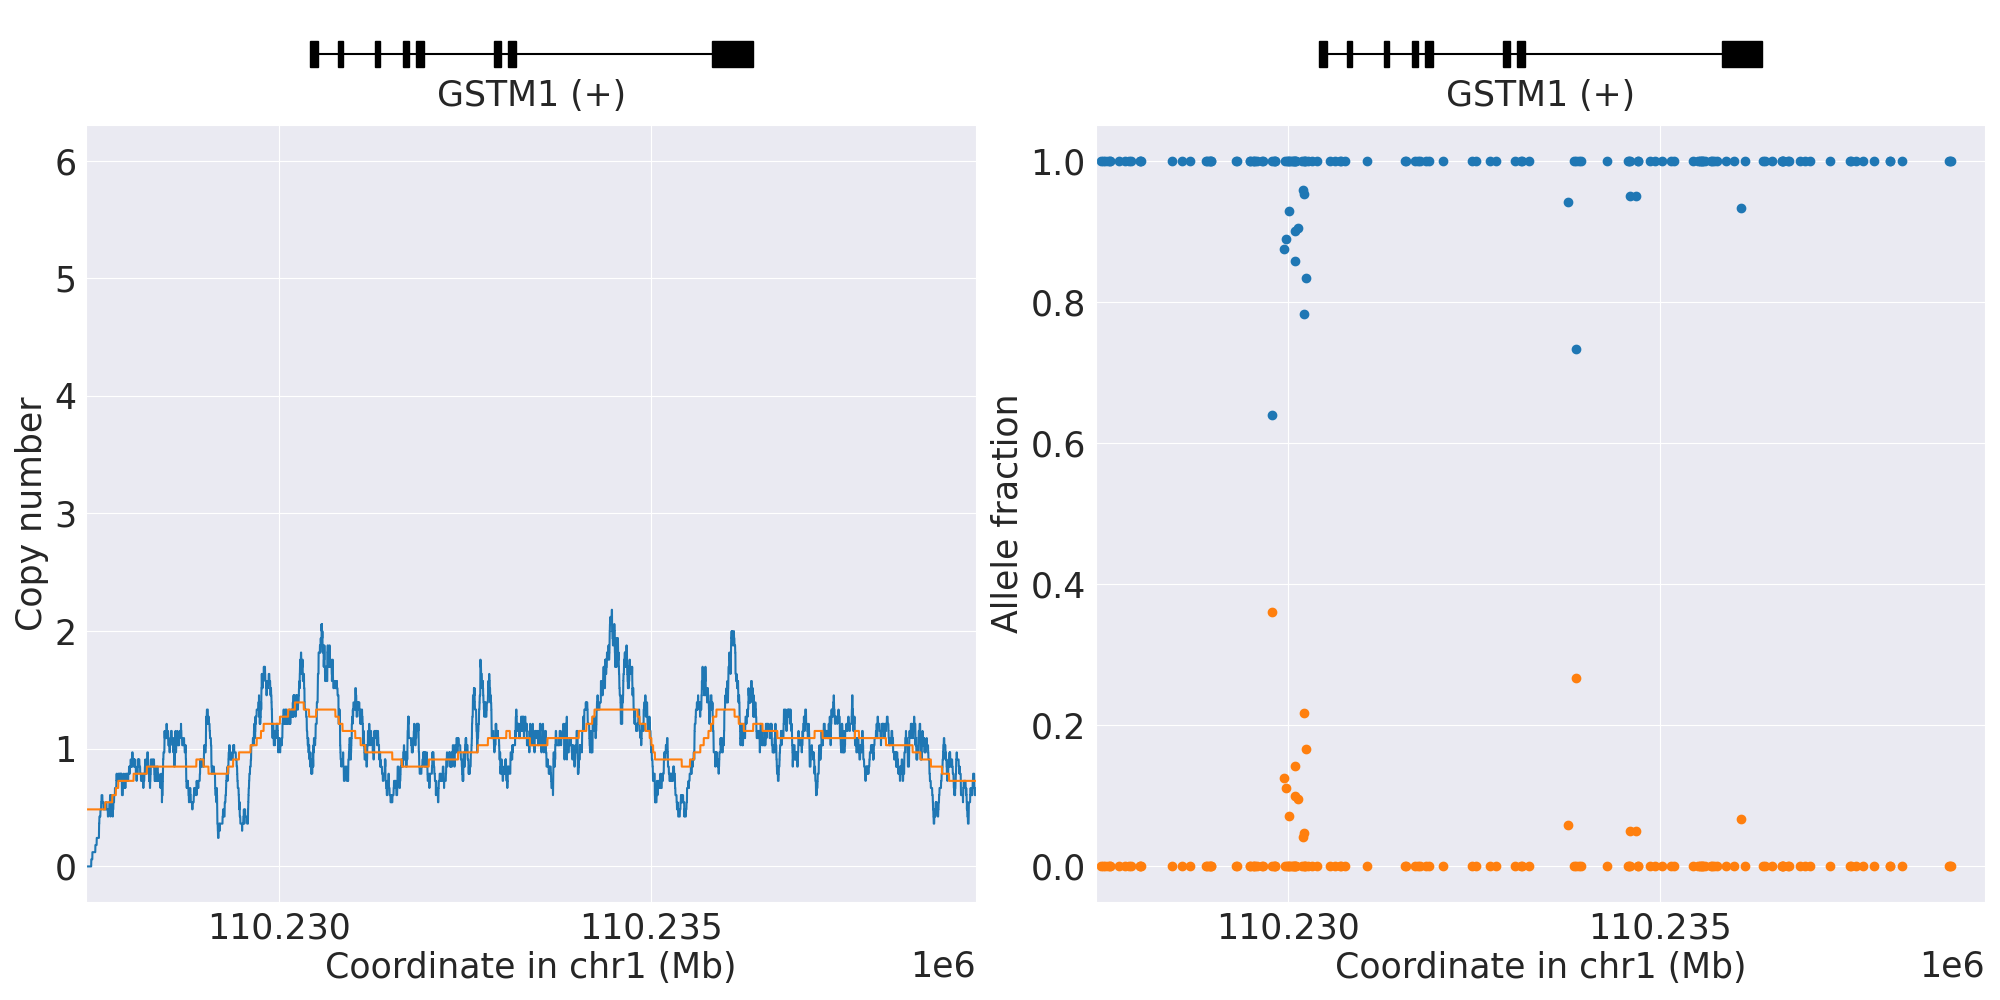 GSTM1 (+)
6
5
4
3
2
1
0
Copy number
110.230
110.235
Coordinate in chr1 (Mb)
1e6
GSTM1 (+)
1.0
0.8
0.6
0.4
0.2
0.0
Allele fraction
110.230
110.235
Coordinate in chr1 (Mb)
1e6